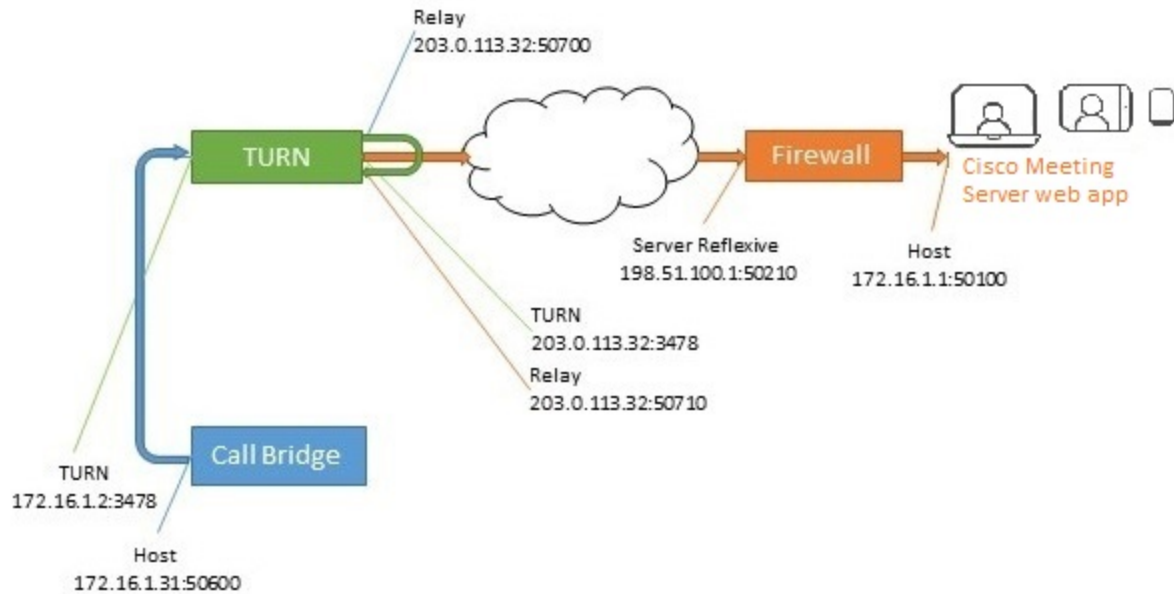 Relay
203.0.113.32:50700
TURN
Firewall
Cisco Meeting
Server web app
Server Reflexive
198.51.100.1:50210
Host
172.16.1.1:50100
TURN
203.0.113.32:3478
Relay
203.0.113.32:50710
Call Bridge
TURN
172.16.1.2:3478
Host
172.16.1.31:50600